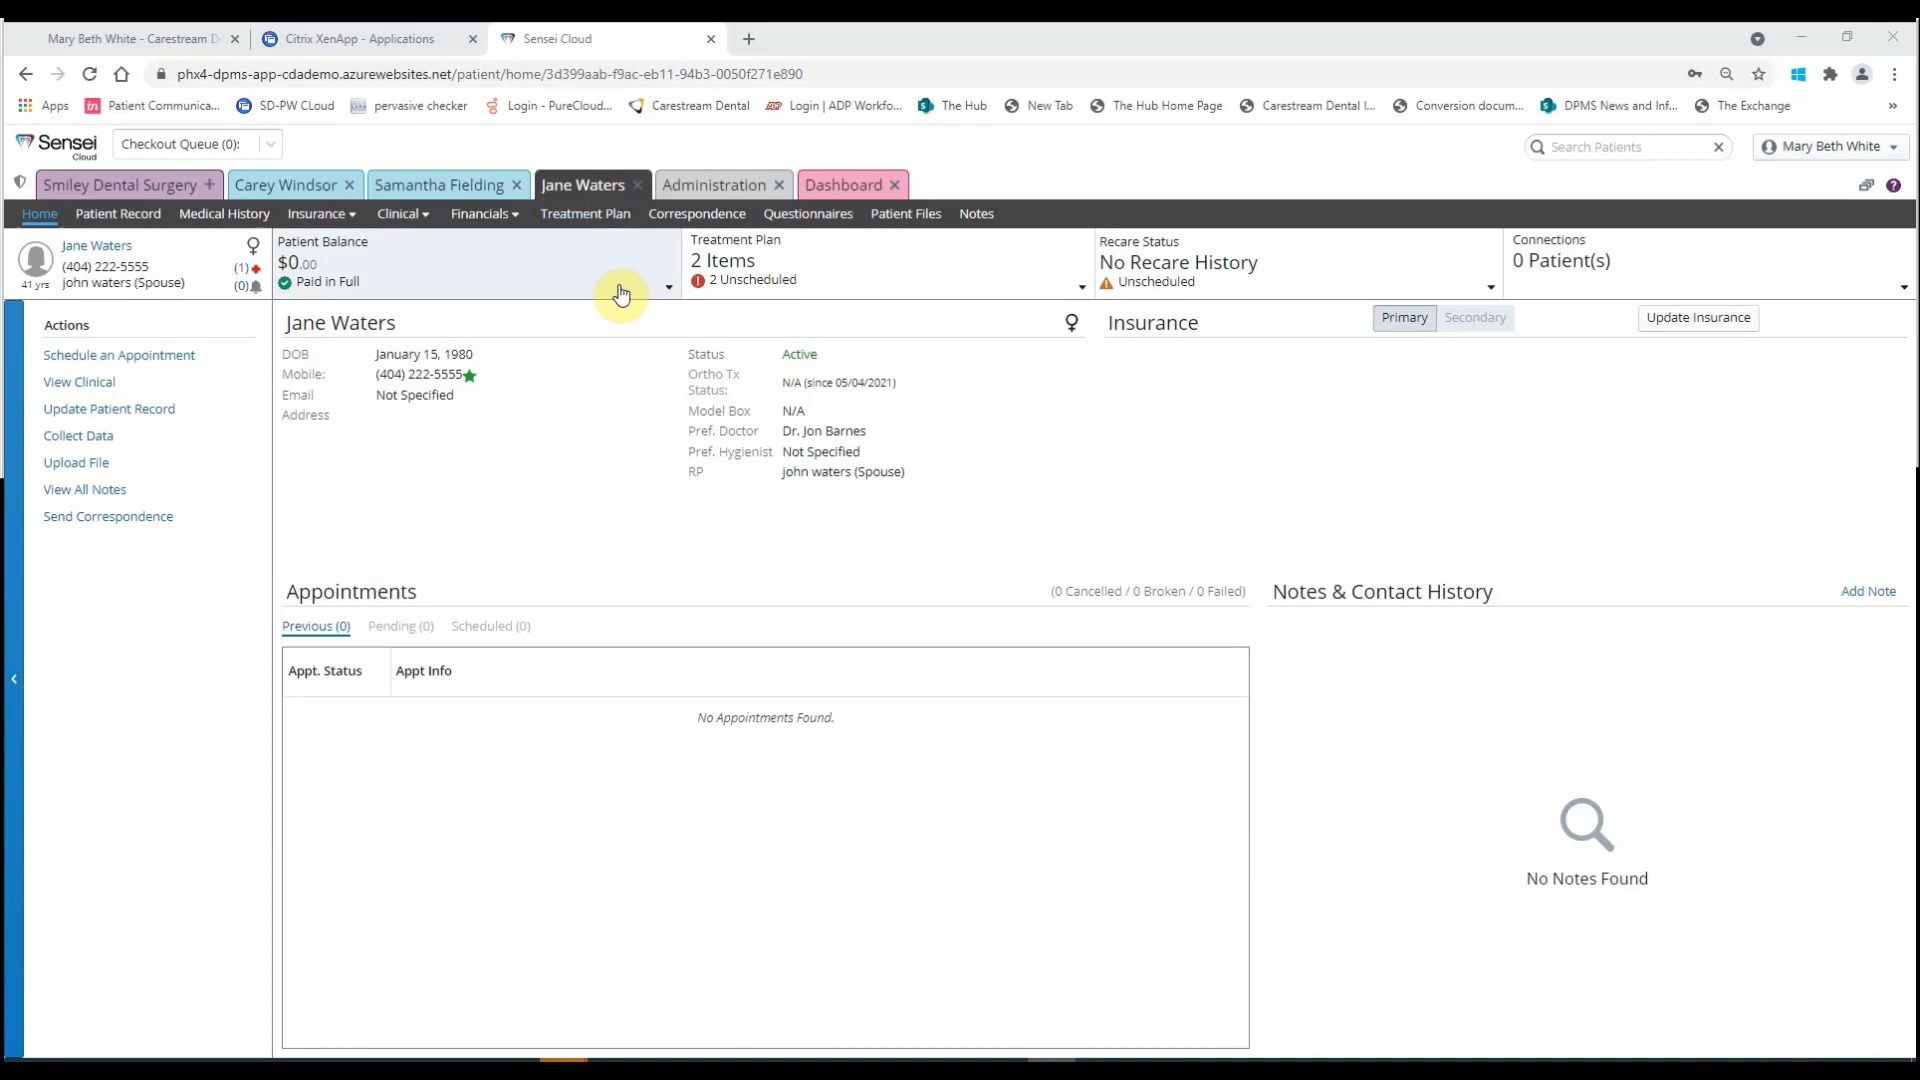 Mary Beth White - Carestream D
Citrix XenApp - Applications
Sensei Cloud
phx4-dpms-app-cdademo.azurewebsites.net/patient/home/3d399aab-f9ac-eb11-94b3-0050f271e890
Apps
Patient Communica...
SD-PW CLoud
pervasive checker
Login - PureCloud...
Carestream Dental
Login | ADP Workfo...
The Hub
New Tab
The Hub Home Page
Carestream Dental I...
Conversion docum...
DPMS News and Inf...
The Exchange
Sensei
Cloud
Checkout Queue (0):
Search Patients
Mary Beth White
Smiley Dental Surgery
Carey Windsor
Samantha Fielding
Jane Waters
Administration
Dashboard
Home
Patient Record
Medical History
Insurance
Clinical
Financials
Treatment Plan
Correspondence
Questionnaires
Patient Files
Notes
Jane Waters
(404) 222-5555
john waters (Spouse)
41 yrs
(1)
(0)
Patient Balance
$0.00
Paid in Full
Treatment Plan
2 Items
2 Unscheduled
Recare Status
No Recare History
Unscheduled
Connections
0 Patient(s)
Actions
Schedule an Appointment
View Clinical
Update Patient Record
Collect Data
Upload File
View All Notes
Send Correspondence
Jane Waters
DOB January 15, 1980
Mobile: (404) 222-5555
Email Not Specified
Address
Status Active
Ortho Tx
Status: N/A (since 05/04/2021)
Model Box N/A
Pref. Doctor Dr. Jon Barnes
Pref. Hygienist Not Specified
RP john waters (Spouse)
Insurance
Primary
Secondary
Update Insurance
Appointments
(0 Cancelled / 0 Broken / 0 Failed)
Previous (0)
Pending (0)
Scheduled (0)
Appt. Status
Appt Info
No Appointments Found.
Notes & Contact History
Add Note
No Notes Found